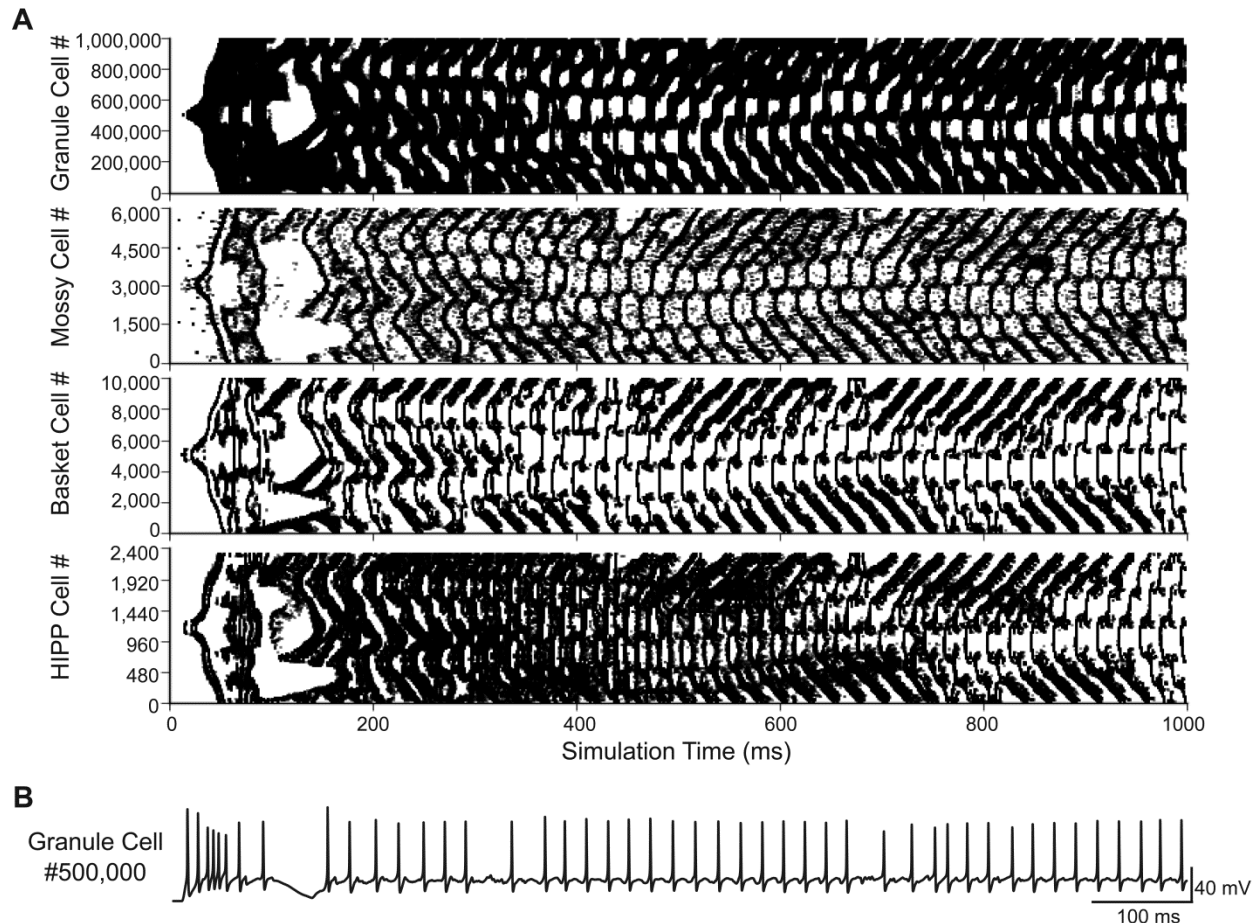 A
Granule Cell #
1,000,000
800,000
600,000
400,000
200,000
0
Mossy Cell #
6,000
4,500
3,000
1,500
0
Basket Cell #
10,000
8,000
6,000
4,000
2,000
0
HIPP Cell #
2,400
1,920
1,440
960
480
0
0 200 400 600 800 1000
Simulation Time (ms)
B
Granule Cell
#500,000
40 mV
100 ms